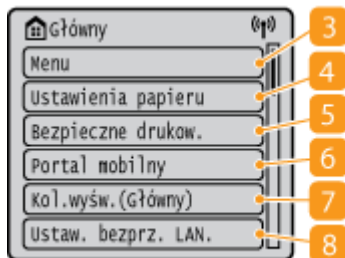 Główny
3
Menu
4
Ustawienia papieru
5
Bezpieczne drukow.
6
Portal mobilny
7
Kol.wyśw.(Główny)
8
Ustaw. bezprz. LAN.